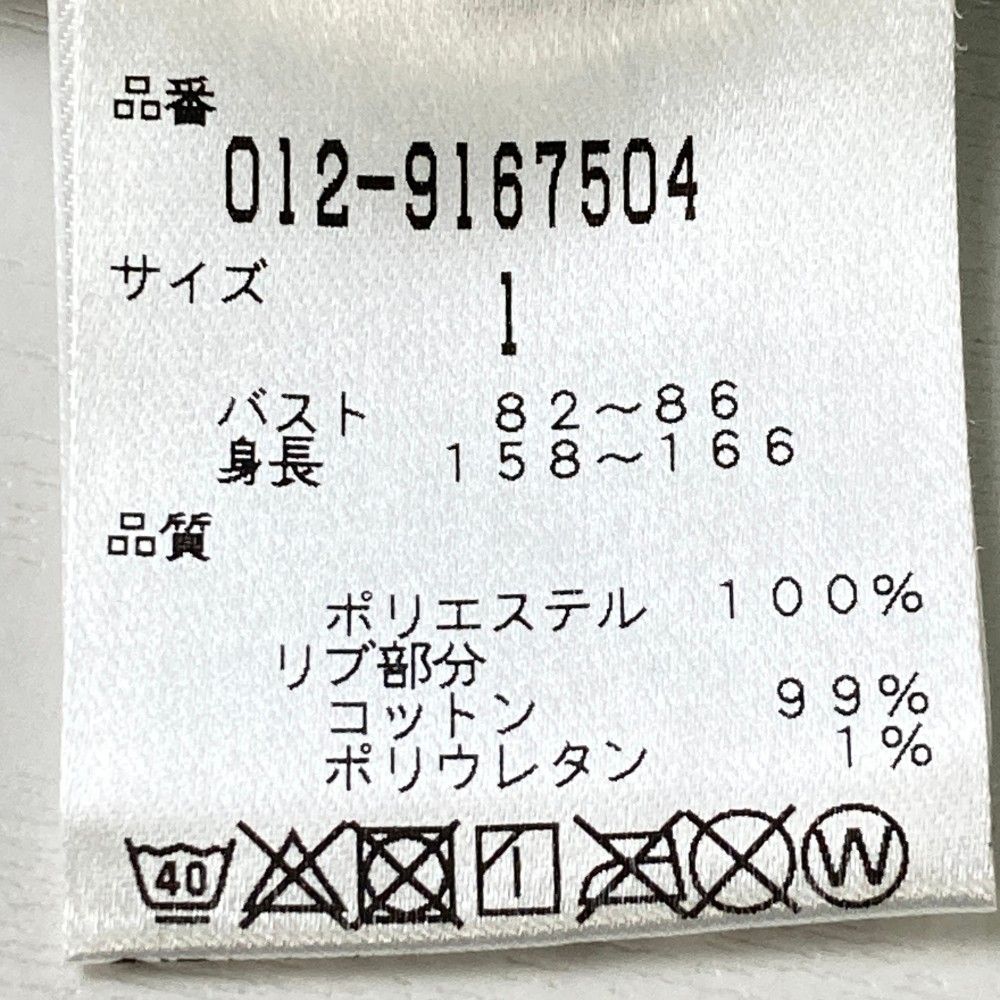 品番
012-9167504
サイズ
1
バスト 82～86
身長 158～166
品質
ポリエステル 100%
リブ部分
コットン 99%
ポリウレタン 1%
40 W